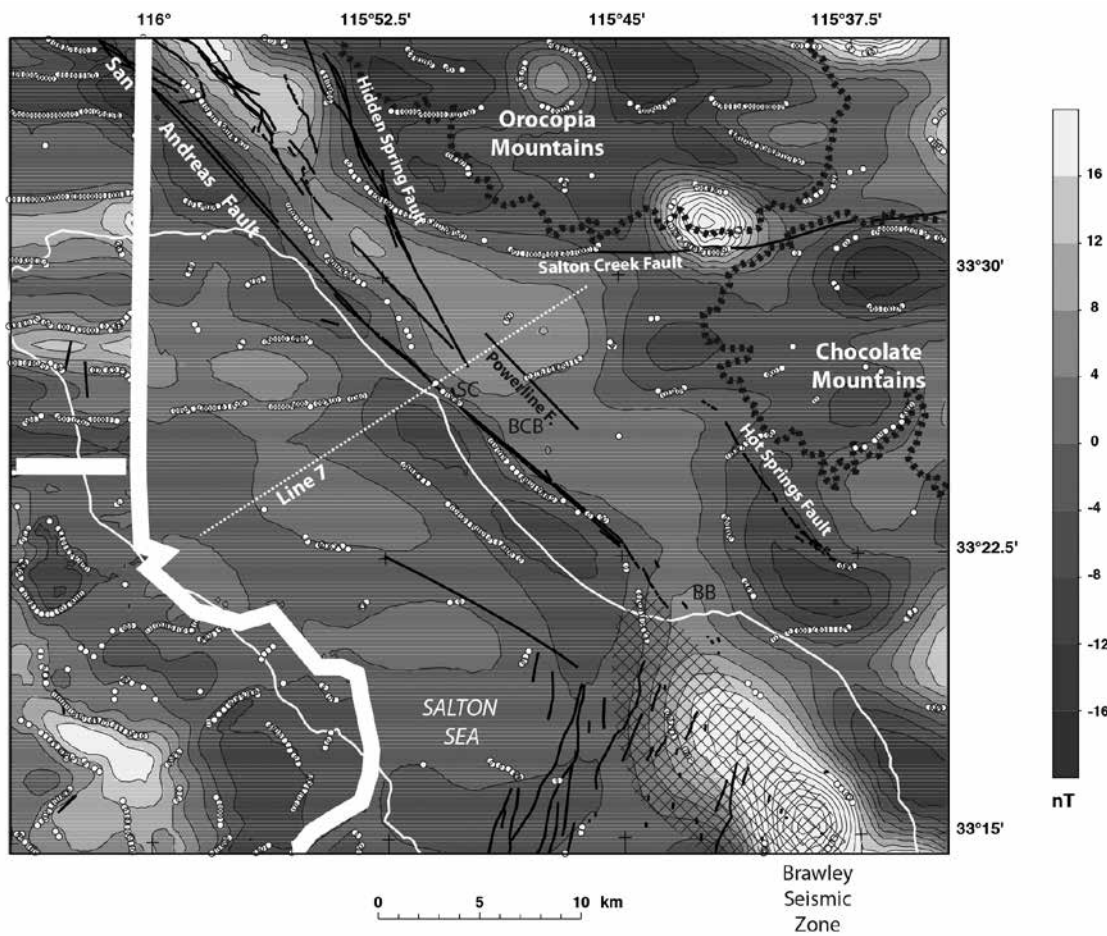 116°
115°52.5'
115°45'
115°37.5'
San
Andreas
Fault
Hidden Spring Fault
Orocopia
Mountains
Salton Creek Fault
33°30'
Chocolate
Mountains
SC
Powerline F.
BCB
Line 7
Hot Springs Fault
33°22.5'
BB
SALTON
SEA
33°15'
16
12
8
4
0
-4
-8
-12
-16
nT
0 5 10 km
Brawley
Seismic
Zone